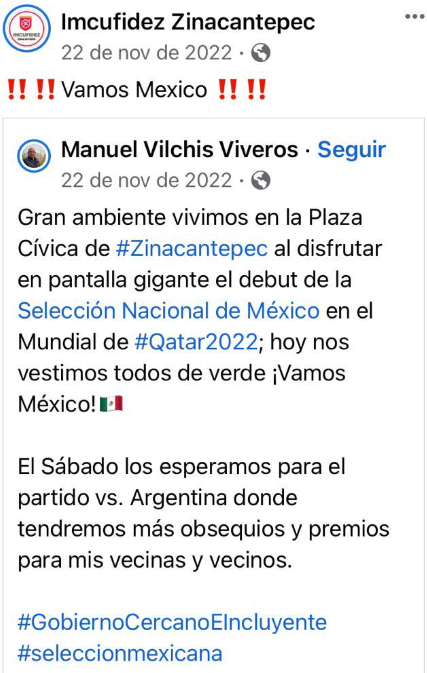 Imcufidez Zinacantepec
22 de nov de 2022 ·
‼️ ‼️ Vamos Mexico ‼️ ‼️
Manuel Vilchis Viveros · Seguir
22 de nov de 2022 ·
Gran ambiente vivimos en la Plaza
Cívica de #Zinacantepec al disfrutar
en pantalla gigante el debut de la
Selección Nacional de México en el
Mundial de #Qatar2022; hoy nos
vestimos todos de verde ¡Vamos
México!🇲🇽
El Sábado los esperamos para el
partido vs. Argentina donde
tendremos más obsequios y premios
para mis vecinas y vecinos.
#GobiernoCercanoEIncluyente
#seleccionmexicana